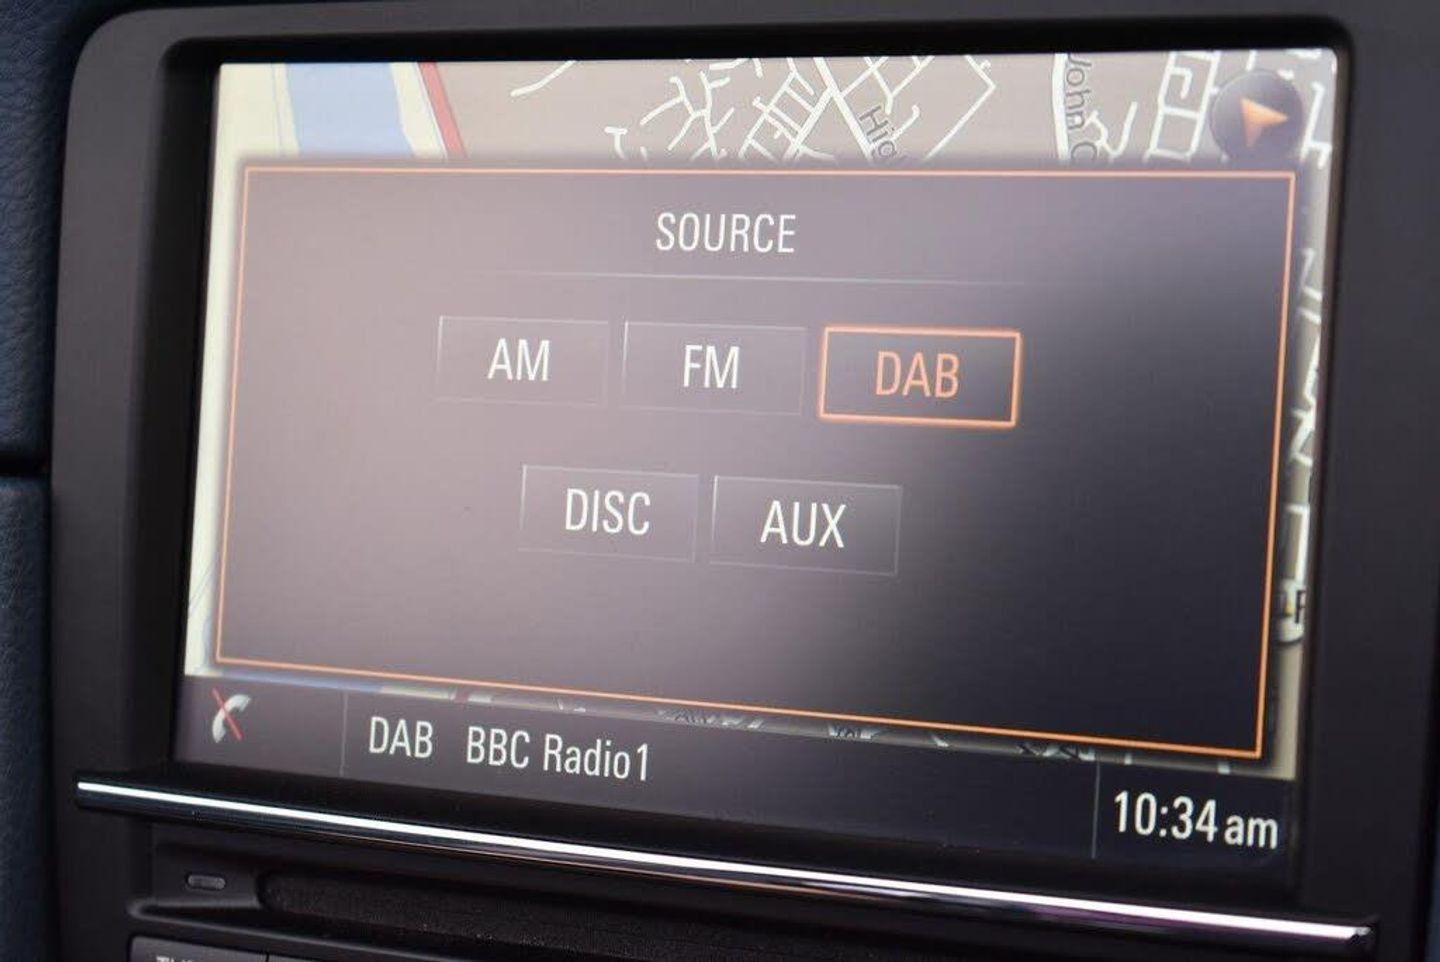 SOURCE
AM FM DAB
DISC AUX
DAB BBC Radio1
10:34am